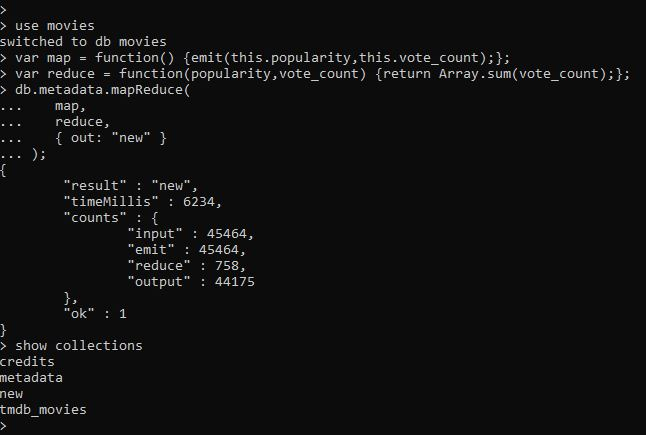 >
> use movies
switched to db movies
> var map = function() {emit(this.popularity,this.vote_count);};
> var reduce = function(popularity,vote_count) {return Array.sum(vote_count);};
> db.metadata.mapReduce(
...     map,
...     reduce,
...     { out: "new" }
... );
{
        "result" : "new",
        "timeMillis" : 6234,
        "counts" : {
                "input" : 45464,
                "emit" : 45464,
                "reduce" : 758,
                "output" : 44175
        },
        "ok" : 1
}
> show collections
credits
metadata
new
tmdb_movies
>